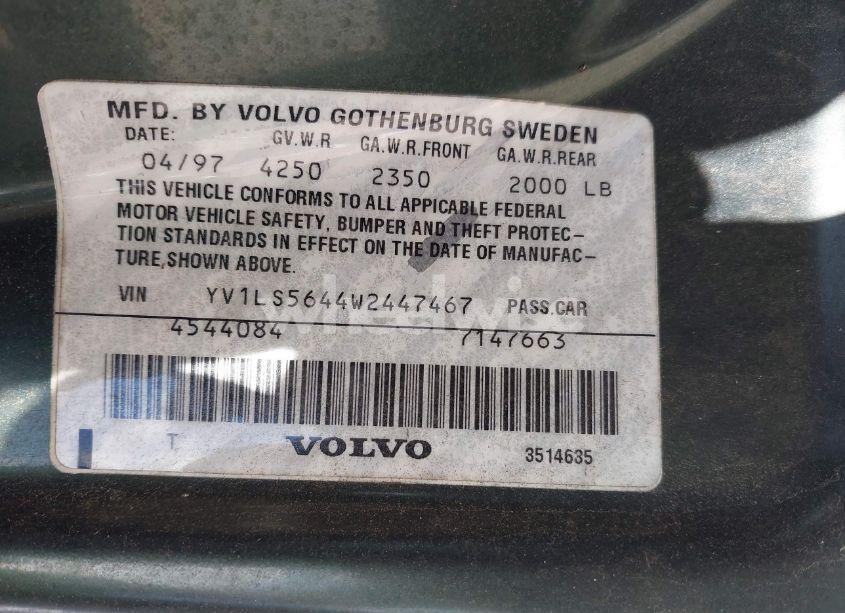 MFD. BY VOLVO GOTHENBURG SWEDEN
DATE: GV.W.R GA.W.R.FRONT GA.W.R.REAR
04/97 4250 2350 2000 LB
THIS VEHICLE CONFORMS TO ALL APPICABLE FEDERAL
MOTOR VEHICLE SAFETY, BUMPER AND THEFT PROTEC-
TION STANDARDS IN EFFECT ON THE DATE OF MANUFAC-
TURE,SHOWN ABOVE.
VIN YV1LS5644W2447467 PASS.CAR
4544084 7147663
T VOLVO 3514635